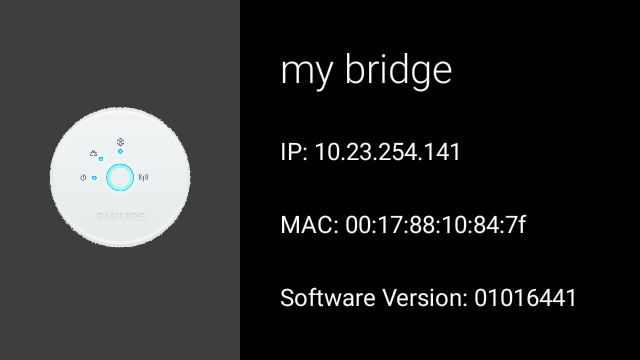 my bridge
IP: 10.23.254.141
MAC: 00:17:88:10:84:7f
Software Version: 01016441
PHILIPS